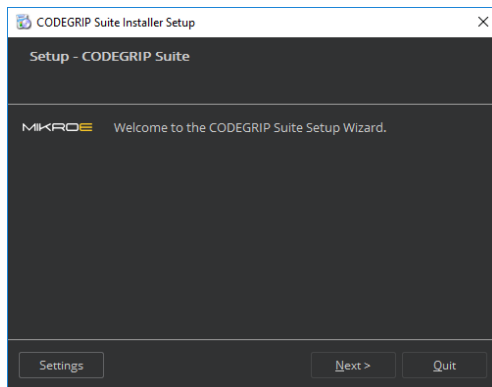 CODEGRIP Suite Installer Setup
Setup - CODEGRIP Suite
MIKROE Welcome to the CODEGRIP Suite Setup Wizard.
Settings Next > Quit